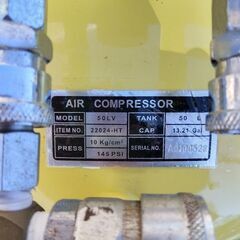 AIR COMPRESSOR
MODEL 50LV TANK 50 L
ITEM NO. 22024-HT CAP 13.21 Gal
PRESS 10 Kg/cm² SERIAL NO.
145 PSI